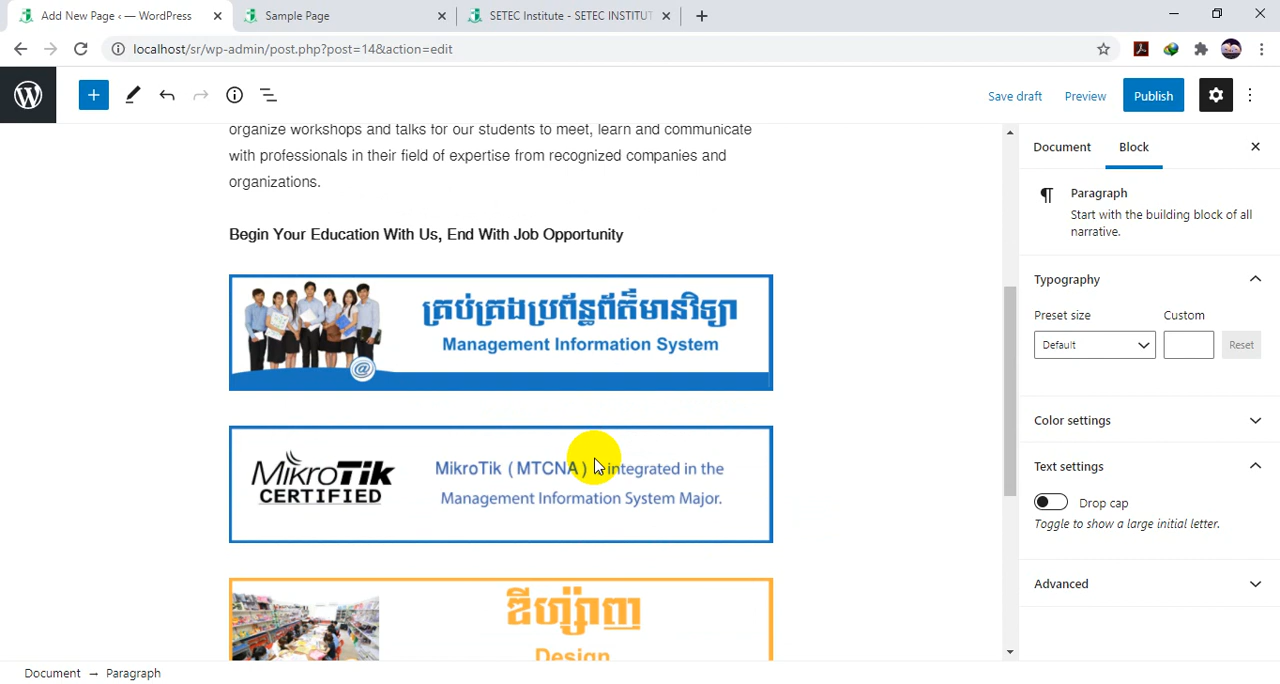 Add New Page ‹ — WordPress
Sample Page
SETEC Institute - SETEC INSTITUT
localhost/sr/wp-admin/post.php?post=14&action=edit
Save draft
Preview
Publish
organize workshops and talks for our students to meet, learn and communicate
with professionals in their field of expertise from recognized companies and
organizations.
Begin Your Education With Us, End With Job Opportunity
គ្រប់គ្រងប្រព័ន្ធព័ត៌មានវិទ្យា
@
Management Information System
MikroTik
CERTIFIED
MikroTik ( MTCNA ) integrated in the
Management Information System Major.
ឌីហ្សាញ
Design
Document
Block
Paragraph
Start with the building block of all
narrative.
Typography
Preset size
Custom
Default
Reset
Color settings
Text settings
Drop cap
Toggle to show a large initial letter.
Advanced
Document → Paragraph